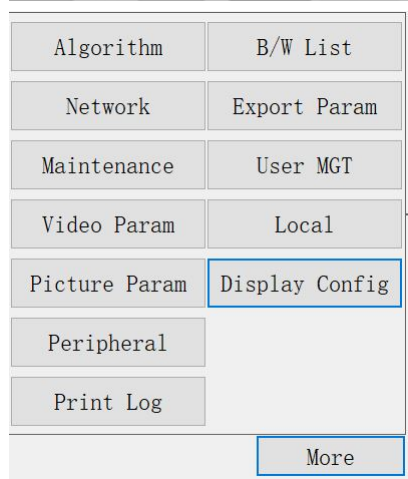 Algorithm
B/W List
Network
Export Param
Maintenance
User MGT
Video Param
Local
Picture Param
Display Config
Peripheral
Print Log
More